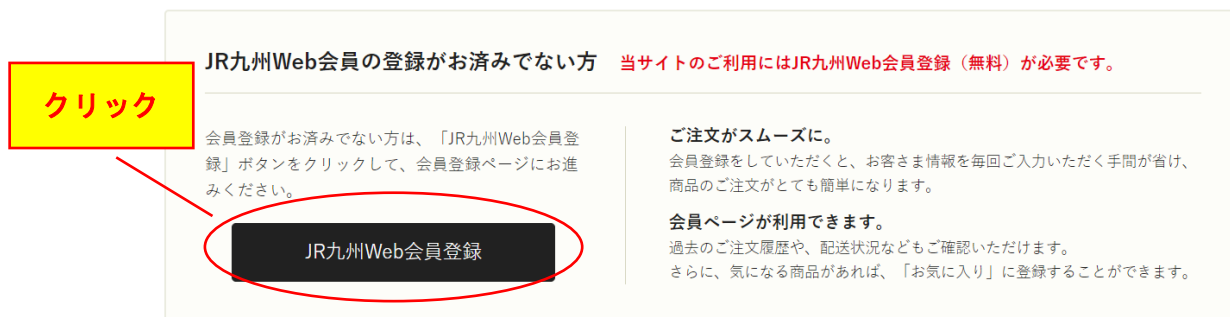 JR九州Web会員の登録がお済みでない方 当サイトのご利用にはJR九州Web会員登録（無料）が必要です。
クリック
会員登録がお済みでない方は、「JR九州Web会員登
録」ボタンをクリックして、会員登録ページにお進
みください。
JR九州Web会員登録
ご注文がスムーズに。
会員登録をしていただくと、お客さま情報を毎回ご入力いただく手間が省け、
商品のご注文がとても簡単になります。
会員ページが利用できます。
過去のご注文履歴や、配送状況などもご確認いただけます。
さらに、気になる商品があれば、「お気に入り」に登録することができます。